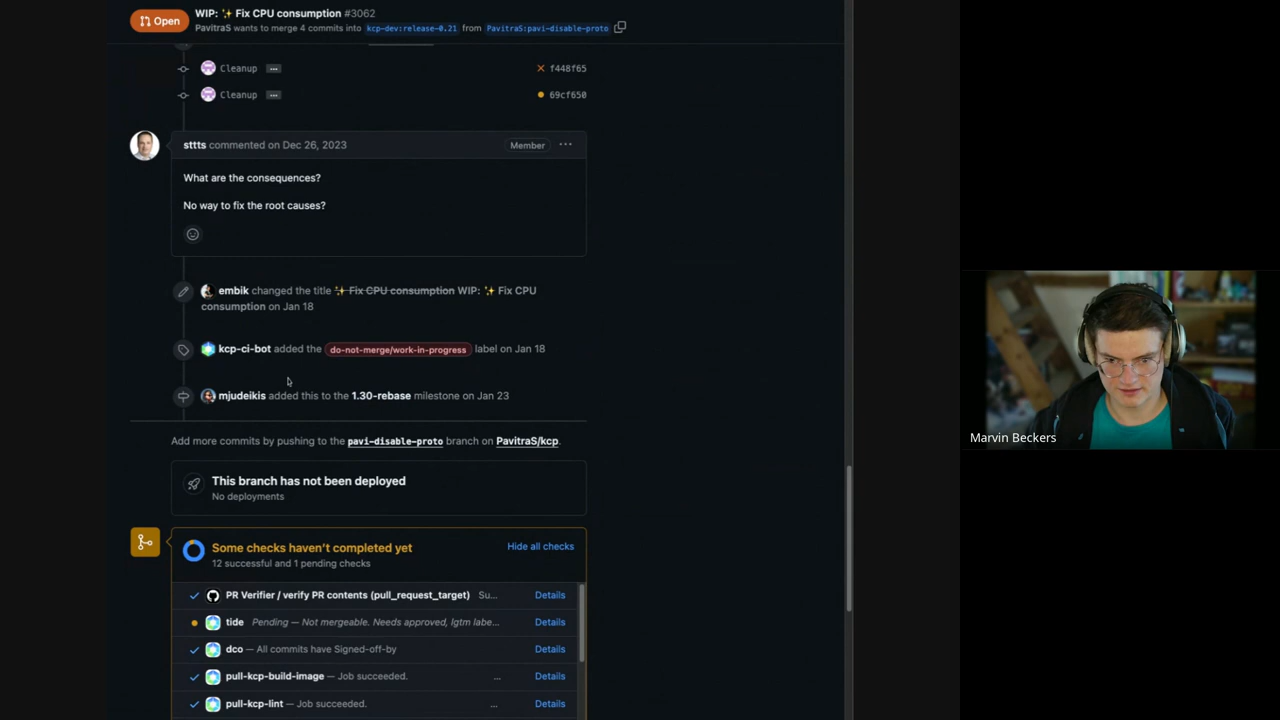 Open
WIP: ✨ Fix CPU consumption #3062
PavitraS wants to merge 4 commits into kcp-dev:release-0.21 from PavitraS:pavi-disable-proto
Cleanup ... f448f65
Cleanup ... 69cf650
sttts commented on Dec 26, 2023 Member ...
What are the consequences?
No way to fix the root causes?
embik changed the title ✨ Fix CPU consumption WIP: ✨ Fix CPU
consumption on Jan 18
kcp-ci-bot added the do-not-merge/work-in-progress label on Jan 18
mjudeikis added this to the 1.30-rebase milestone on Jan 23
Add more commits by pushing to the pavi-disable-proto branch on PavitraS/kcp.
This branch has not been deployed
No deployments
Some checks haven't completed yet Hide all checks
12 successful and 1 pending checks
PR Verifier / verify PR contents (pull_request_target) Su... Details
tide Pending — Not mergeable. Needs approved, lgtm labe... Details
dco — All commits have Signed-off-by Details
pull-kcp-build-image — Job succeeded. ... Details
pull-kcp-lint — Job succeeded. ... Details
Marvin Beckers